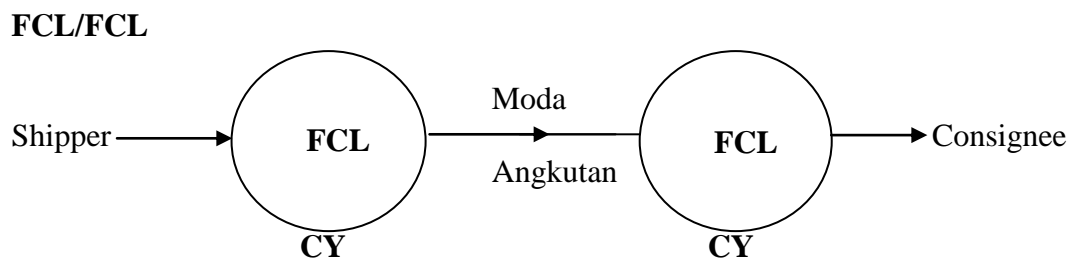 FCL/FCL
Shipper
FCL
Moda
Angkutan
FCL
Consignee
CY
CY